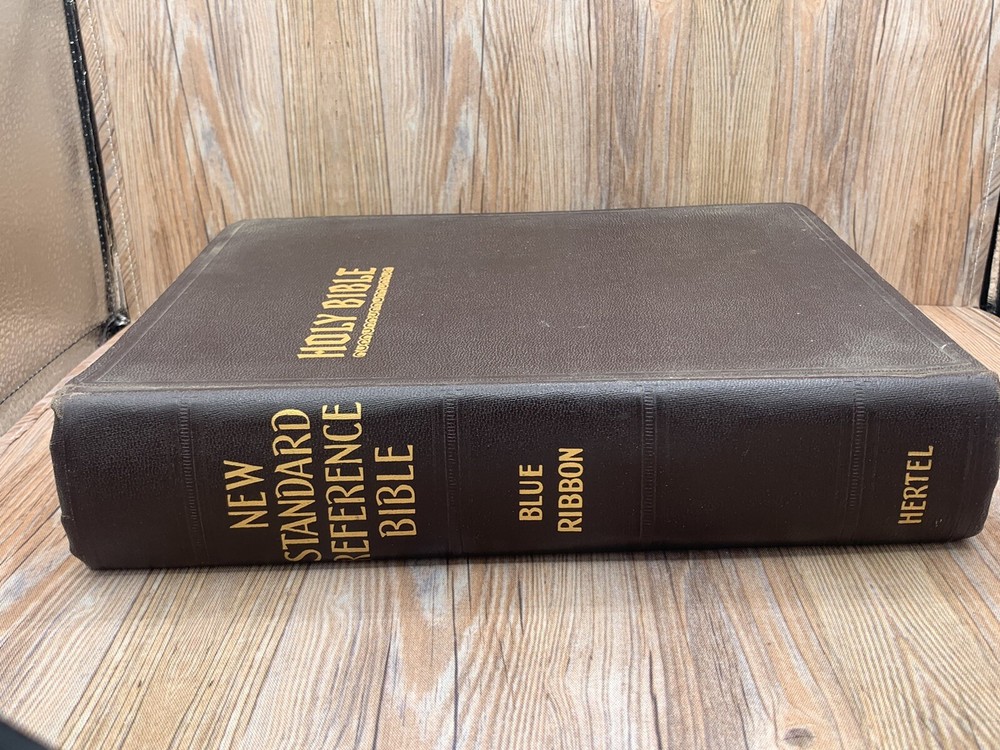 HOLY BIBLE
NEW
STANDARD
REFERENCE
BIBLE
BLUE
RIBBON
HERTEL